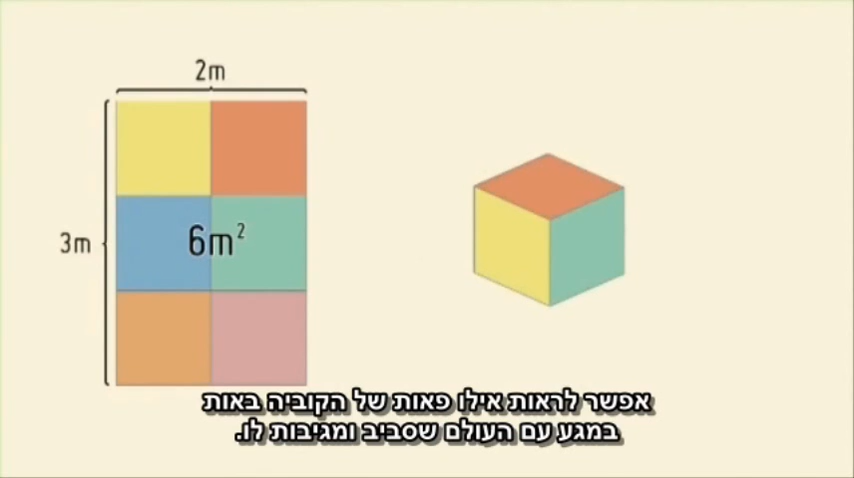 2m
3m
6m²
אפשר לראות אילו פאות של הקוביה באות
במגע עם העולם שסביב ומגיבות לו.